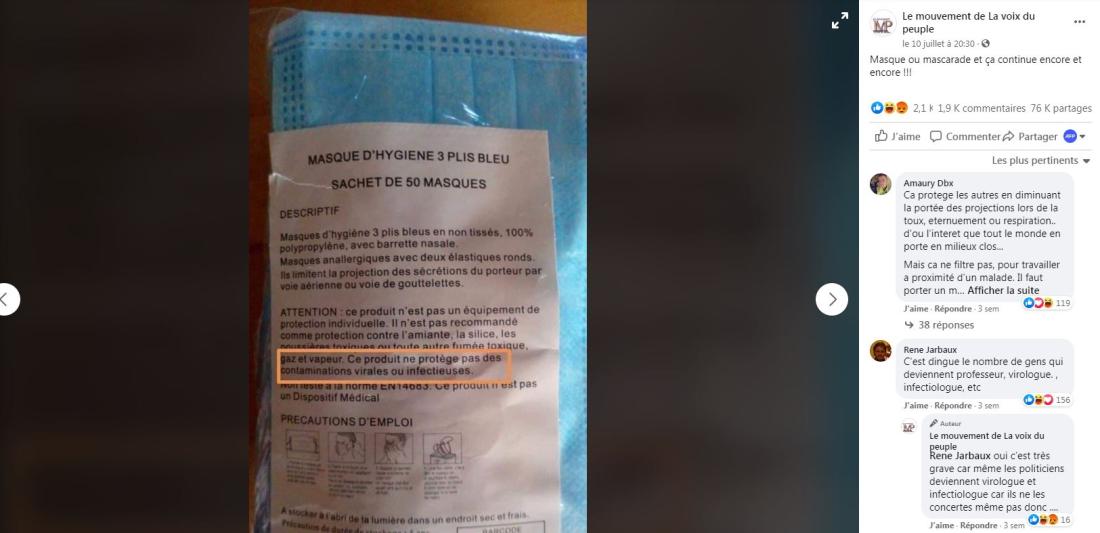 MASQUE D'HYGIENE 3 PLIS BLEU
SACHET DE 50 MASQUES
DESCRIPTIF
Masques d'hygiène 3 plis bleus en non tissés, 100%
polypropylène, avec barrette nasale.
Masques anallergiques avec deux élastiques ronds.
Ils limitent la projection des sécrétions du porteur par
voie aérienne ou voie de gouttelettes.
ATTENTION : ce produit n'est pas un équipement de
protection individuelle. Il n'est pas recommandé
comme protection contre l'amiante, la silice, les
poussières toxiques ou toute autre fumée toxique,
gaz et vapeur. Ce produit ne protège pas des
contaminations virales ou infectieuses.
Non testé à la norme EN14683. Ce produit n'est pas
un Dispositif Médical
PRECAUTIONS D'EMPLOI
A stocker à l'abri de la lumière dans un endroit sec et frais.
BARCODE
Le mouvement de La voix du
peuple
le 10 juillet à 20:30
Masque ou mascarade et ça continue encore et
encore !!!
2,1 K 1,9 K commentaires 76 K partages
J'aime Commenter Partager AFP
Les plus pertinents
Amaury Dbx
Ca protege les autres en diminuant
la portée des projections lors de la
toux, eternuement ou respiration..
d'ou l'interet que tout le monde en
porte en milieux clos...
Mais ca ne filtre pas, pour travailler
a proximité d'un malade. Il faut
porter un m... Afficher la suite
119
J'aime · Répondre · 3 sem
38 réponses
Rene Jarbaux
C'est dingue le nombre de gens qui
deviennent professeur, virologue. ,
infectiologue, etc
156
J'aime · Répondre · 3 sem
Auteur
Le mouvement de La voix du
peuple
Rene Jarbaux oui c'est très
grave car même les politiciens
deviennent virologue et
infectiologue car ils ne les
concertes même pas donc ....
16
J'aime · Répondre · 3 sem